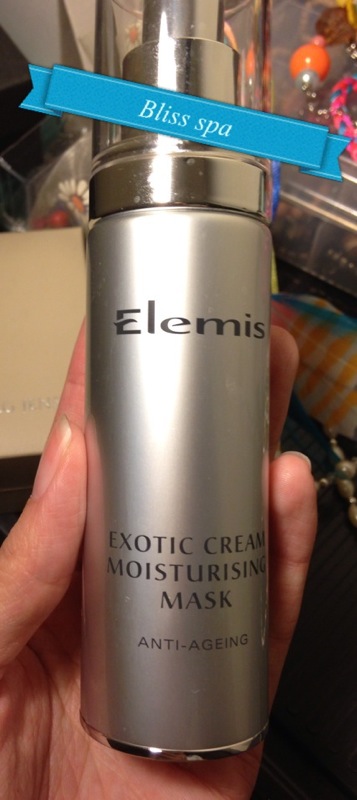 Bliss spa
Elemis
EXOTIC CREAM
MOISTURISING
MASK
ANTI-AGEING